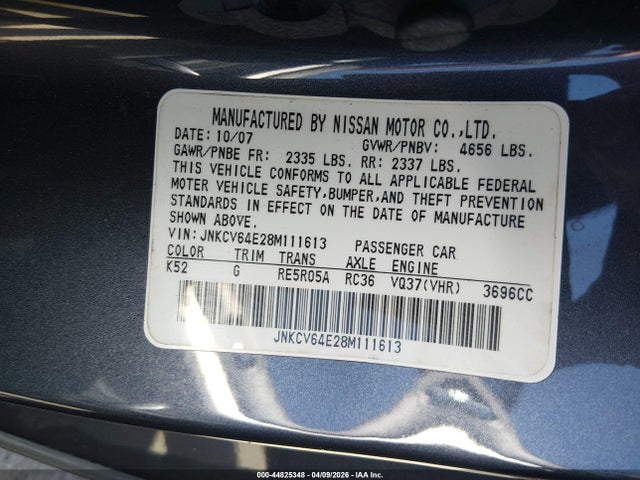 MANUFACTURED BY NISSAN MOTOR CO.,LTD.
DATE: 10/07 GVWR/PNBV: 4656 LBS.
GAWR/PNBE FR: 2335 LBS. RR: 2337 LBS.
THIS VEHICLE CONFORMS TO ALL APPLICABLE FEDERAL
MOTER VEHICLE SAFETY,BUMPER,AND THEFT PREVENTION
STANDARDS IN EFFECT ON THE DATE OF MANUFACTURE
SHOWN ABOVE.
VIN:JNKCV64E28M111613 PASSENGER CAR
COLOR TRIM TRANS AXLE ENGINE
K52 G RE5R05A RC36 VQ37(VHR) 3696CC
JNKCV64E28M111613
000-44825348 - 04/09/2026 - IAA Inc.